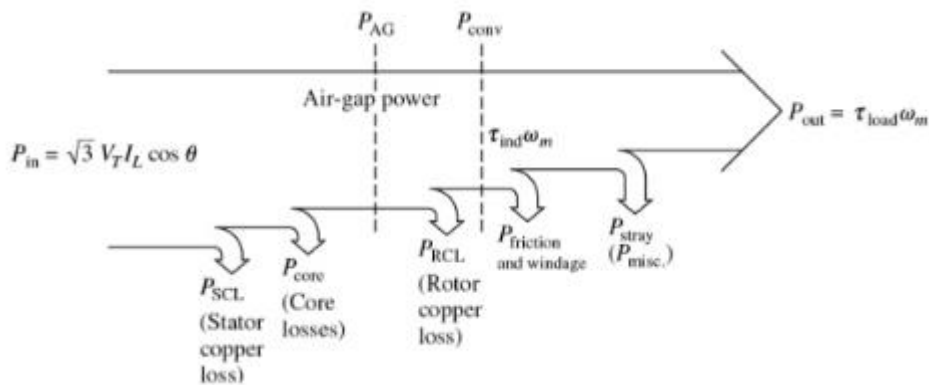 P_AG
P_conv
Air-gap power
P_out = τ_load ω_m
P_in = √3 V_T I_L cos θ
τ_ind ω_m
P_SCL
(Stator
copper
loss)
P_core
(Core
losses)
P_RCL
(Rotor
copper
loss)
P_friction
and windage
P_stray
(P_misc.)